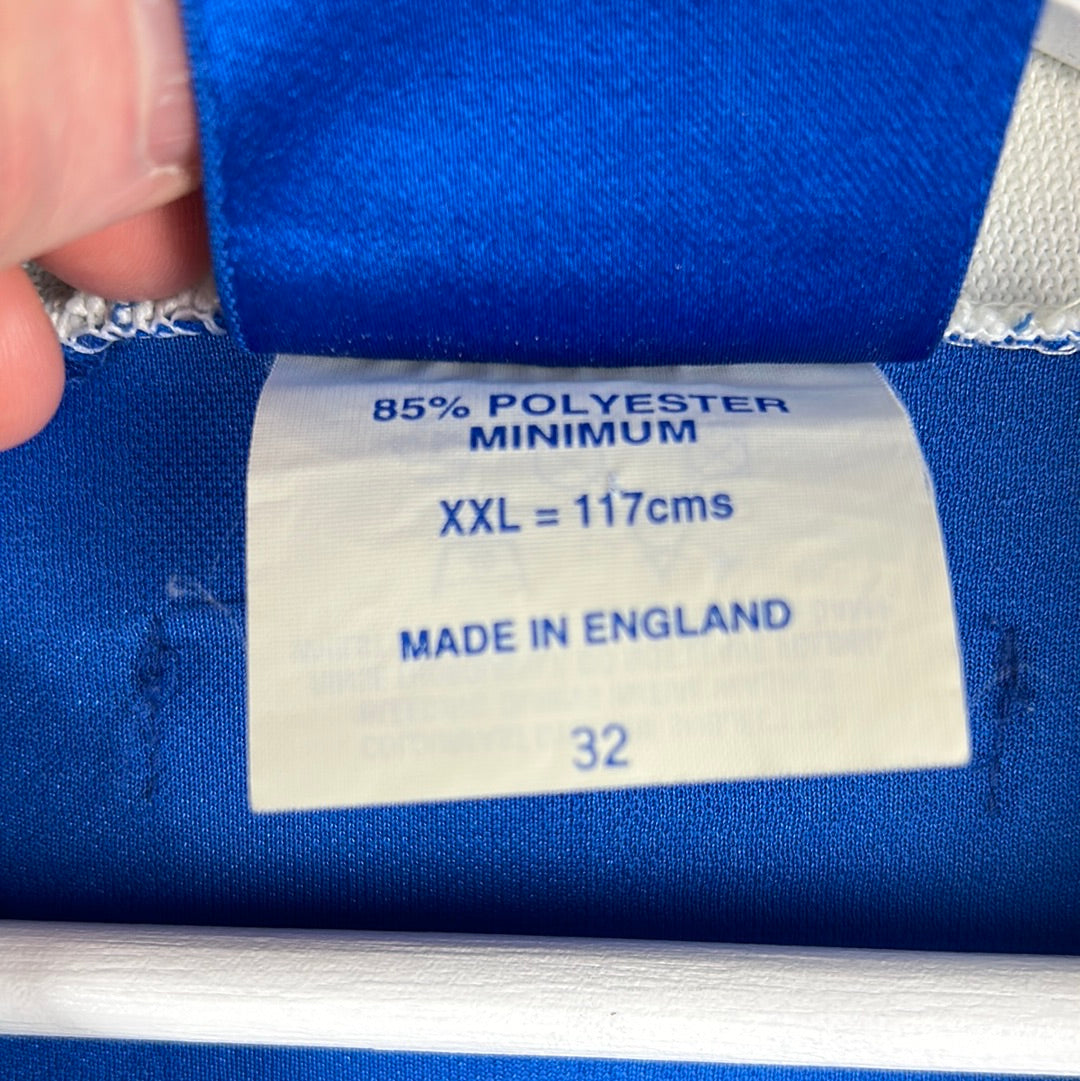 85% POLYESTER
MINIMUM
XXL = 117cms
MADE IN ENGLAND
32